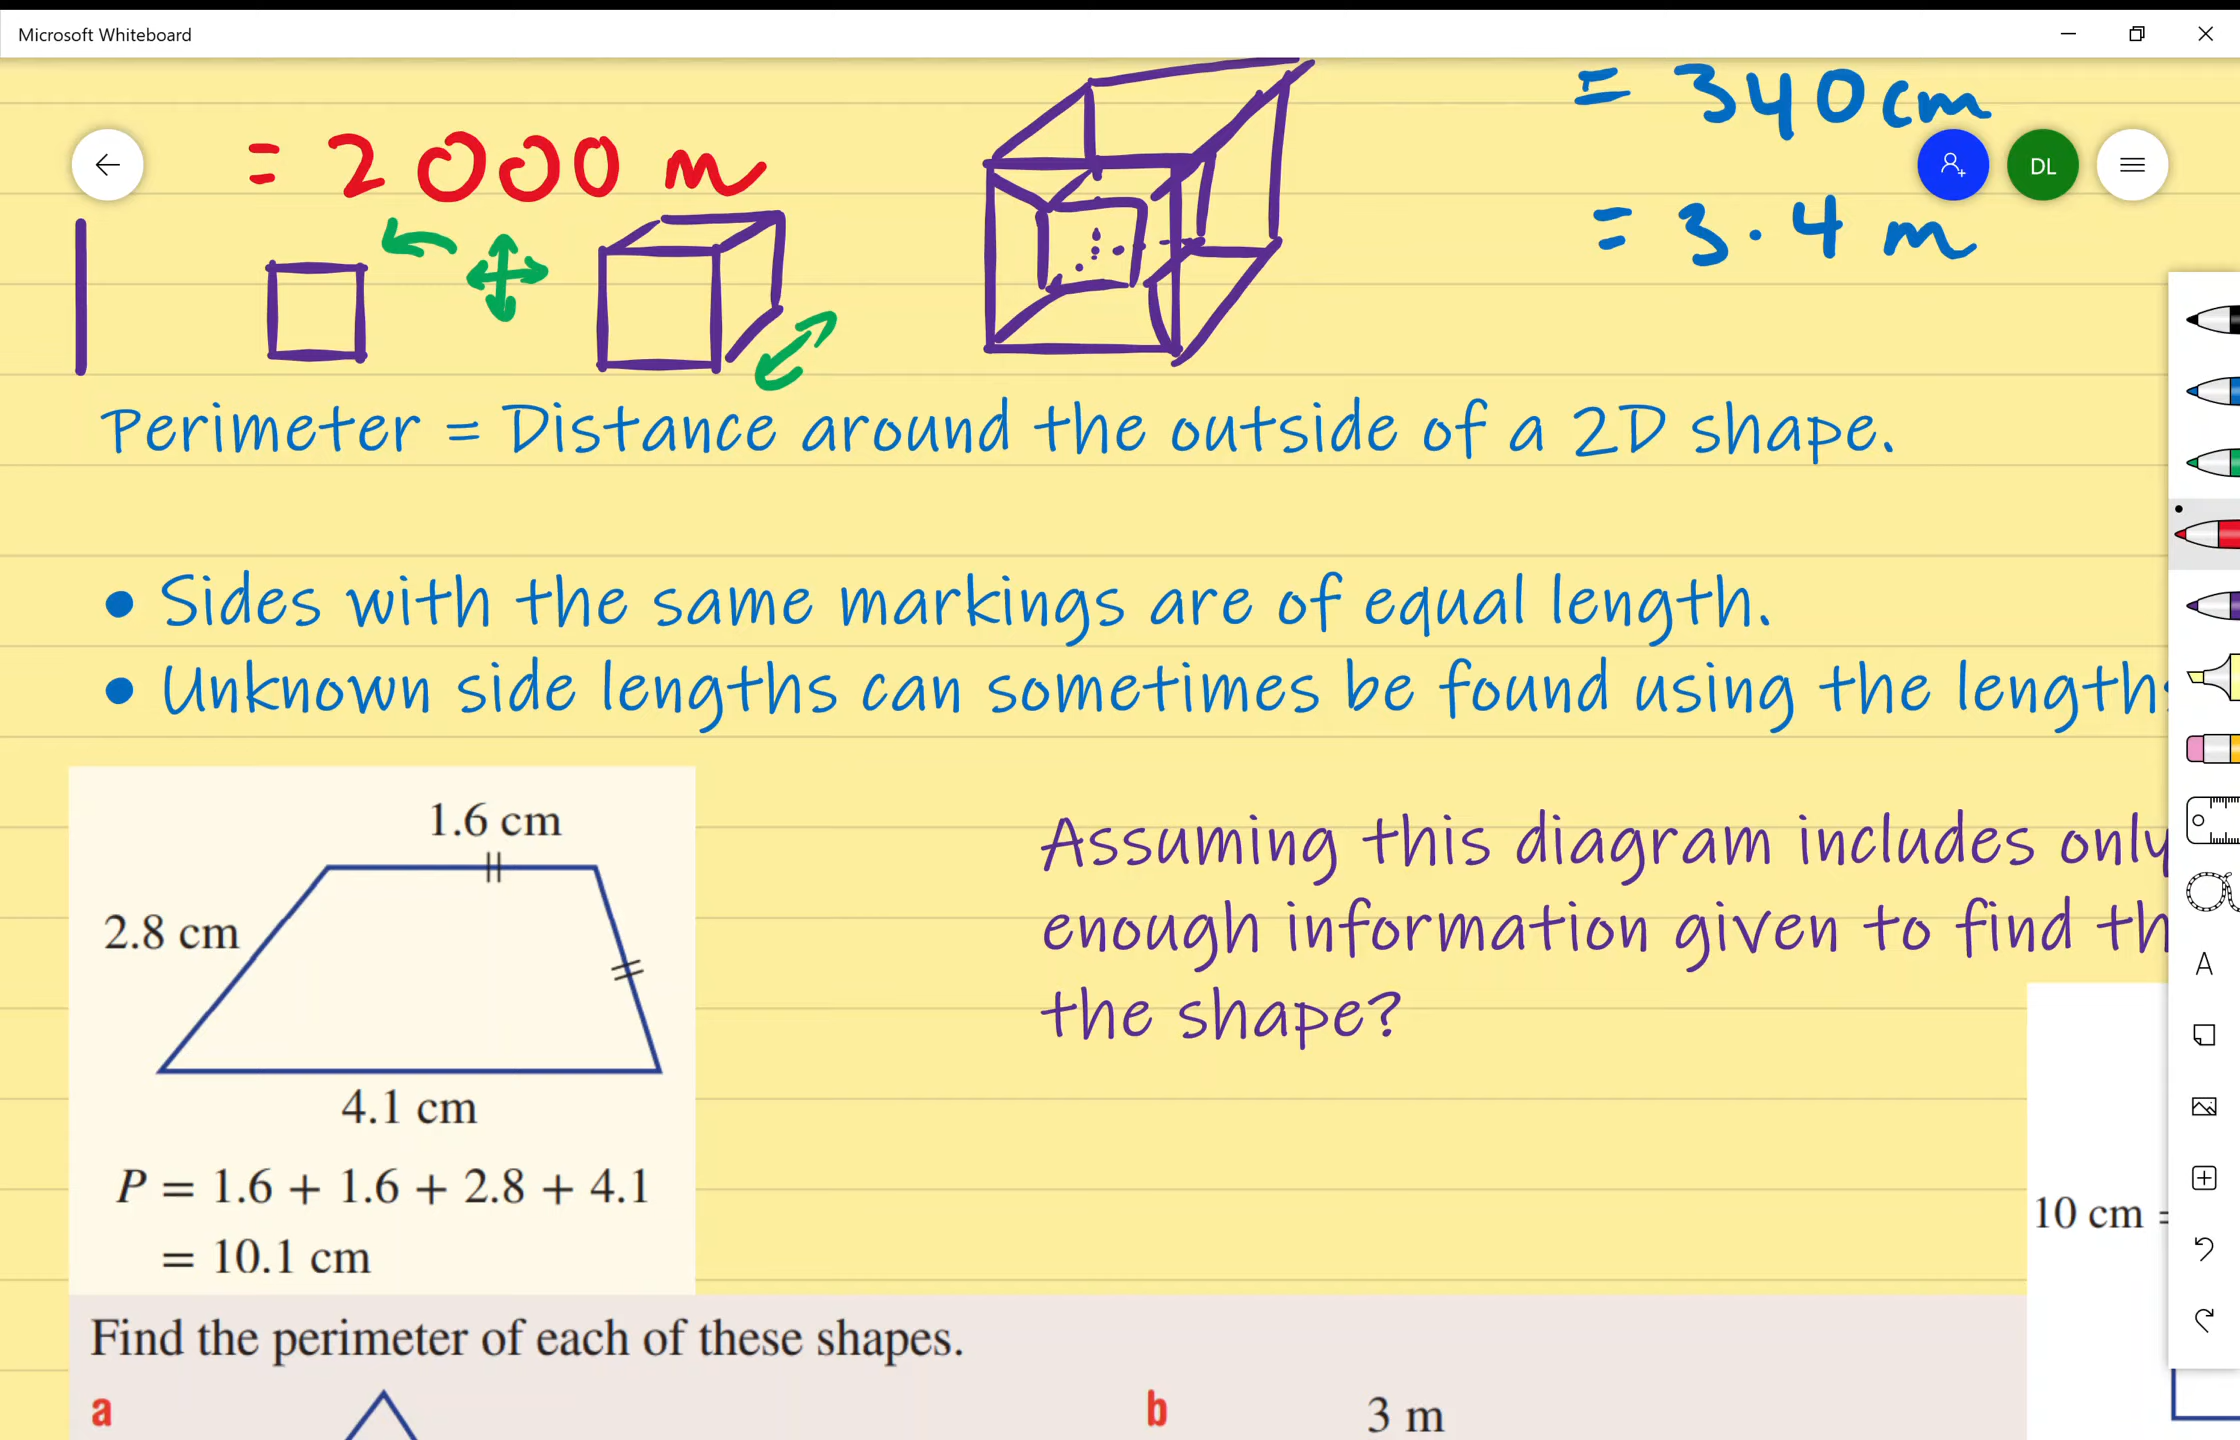 Microsoft Whiteboard
= 340 cm
= 2000 m
DL
= 3.4 m
Perimeter = Distance around the outside of a 2D shape.
• Sides with the same markings are of equal length.
• Unknown side lengths can sometimes be found using the lengths
1.6 cm
2.8 cm
4.1 cm
P = 1.6 + 1.6 + 2.8 + 4.1
= 10.1 cm
Assuming this diagram includes only
enough information given to find th
the shape?
10 cm =
Find the perimeter of each of these shapes.
a
b
3 m
A